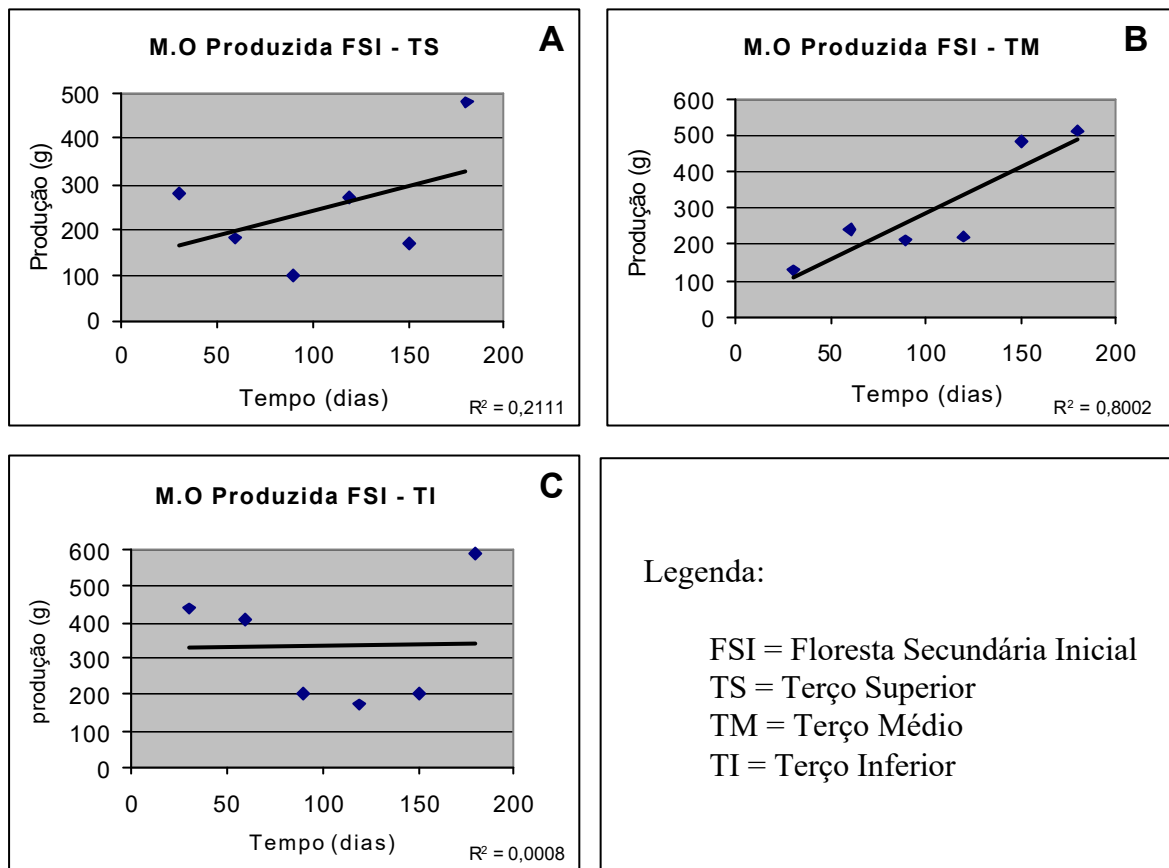 M.O Produzida FSI - TS
A
Produção (g)
500
400
300
200
100
0
0 50 100 150 200
Tempo (dias)
R² = 0,2111
M.O Produzida FSI - TM
B
Produção (g)
600
500
400
300
200
100
0
0 50 100 150 200
Tempo (dias)
R² = 0,8002
M.O Produzida FSI - TI
C
produção (g)
600
500
400
300
200
100
0
0 50 100 150 200
Tempo (dias)
R² = 0,0008
Legenda:
FSI = Floresta Secundária Inicial
TS = Terço Superior
TM = Terço Médio
TI = Terço Inferior